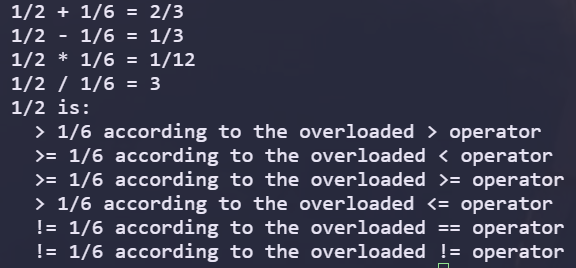 1/2 + 1/6 = 2/3
1/2 - 1/6 = 1/3
1/2 * 1/6 = 1/12
1/2 / 1/6 = 3
1/2 is:
  > 1/6 according to the overloaded > operator
  >= 1/6 according to the overloaded < operator
  >= 1/6 according to the overloaded >= operator
  > 1/6 according to the overloaded <= operator
  != 1/6 according to the overloaded == operator
  != 1/6 according to the overloaded != operator